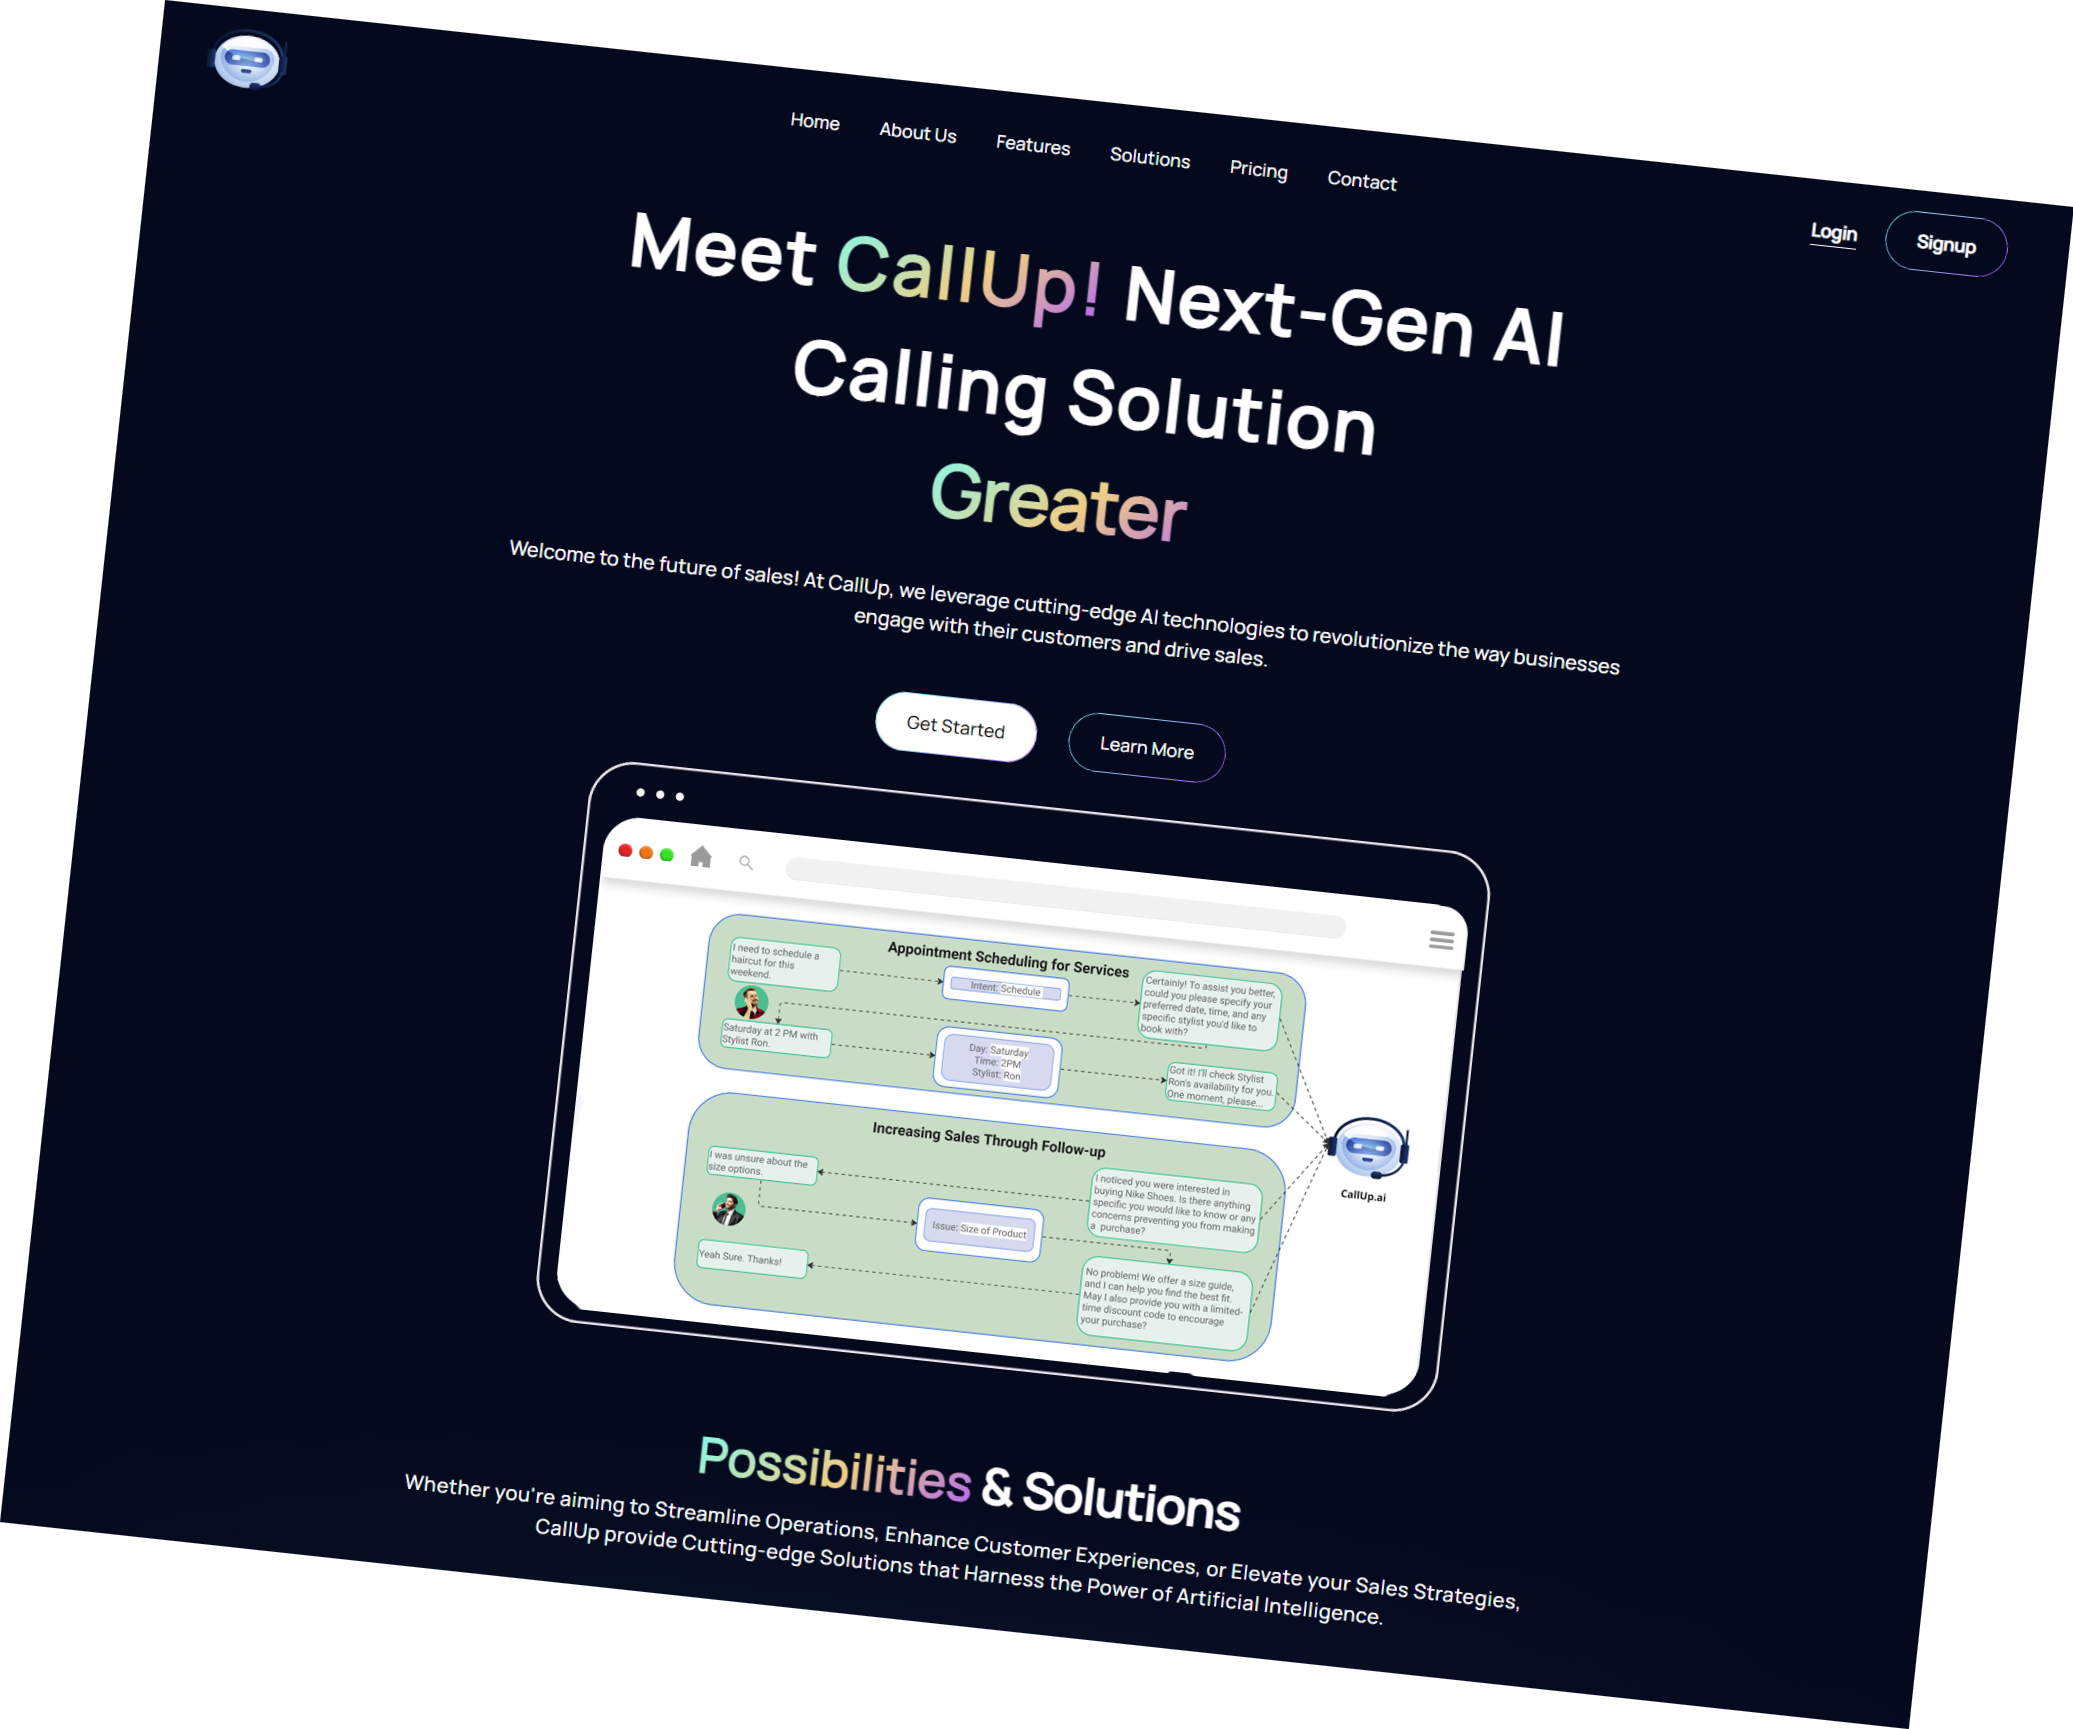 Home About Us Features Solutions Pricing Contact
Login Signup
Meet CallUp! Next-Gen AI
Calling Solution
Greater
Welcome to the future of sales! At CallUp, we leverage cutting-edge AI technologies to revolutionize the way businesses
engage with their customers and drive sales.
Get Started Learn More
Appointment Scheduling for Services
I need to schedule a
haircut for this
weekend.
Intent: Schedule
Certainly! To assist you better,
could you please specify your
preferred date, time, and any
specific stylist you'd like to
book with?
Saturday at 2 PM with
Stylist Ron.
Day: Saturday
Time: 2PM
Stylist: Ron
Got it! I'll check Stylist
Ron's availability for you.
One moment, please...
Increasing Sales Through Follow-up
I was unsure about the
size options.
I noticed you were interested in
buying Nike Shoes. Is there anything
specific you would like to know or any
concerns preventing you from making
a purchase?
Issue: Size of Product
Yeah Sure. Thanks!
No problem! We offer a size guide,
and I can help you find the best fit.
May I also provide you with a limited-
time discount code to encourage
your purchase?
CallUp.ai
Possibilities & Solutions
Whether you're aiming to Streamline Operations, Enhance Customer Experiences, or Elevate your Sales Strategies,
CallUp provide Cutting-edge Solutions that Harness the Power of Artificial Intelligence.